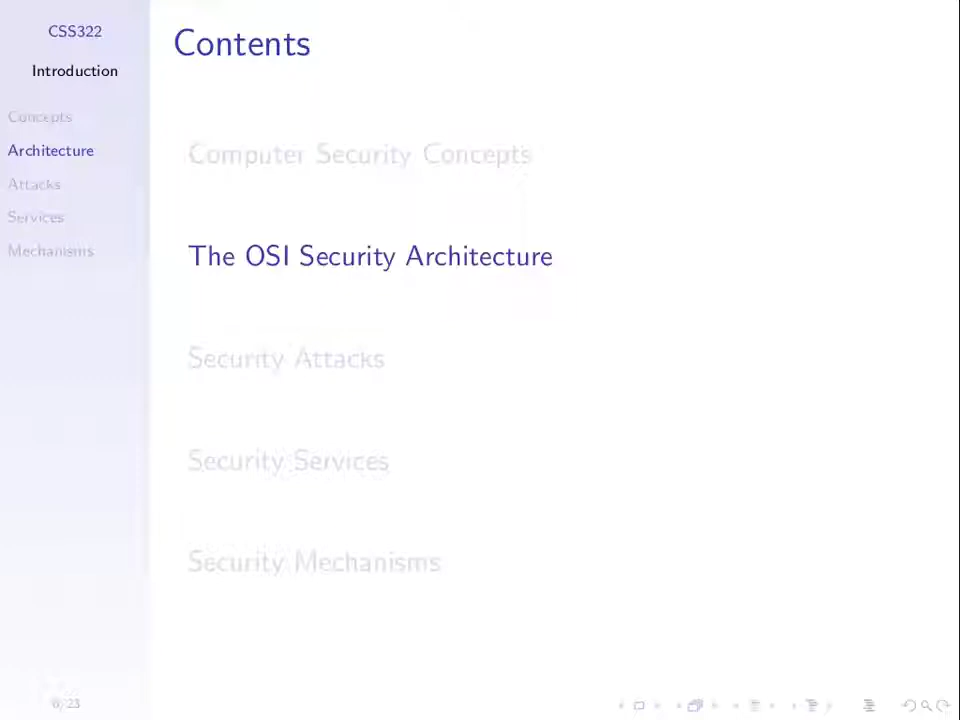 CSS322
Introduction
Concepts
Architecture
Attacks
Services
Mechanisms
Contents
Computer Security Concepts
The OSI Security Architecture
Security Attacks
Security Services
Security Mechanisms